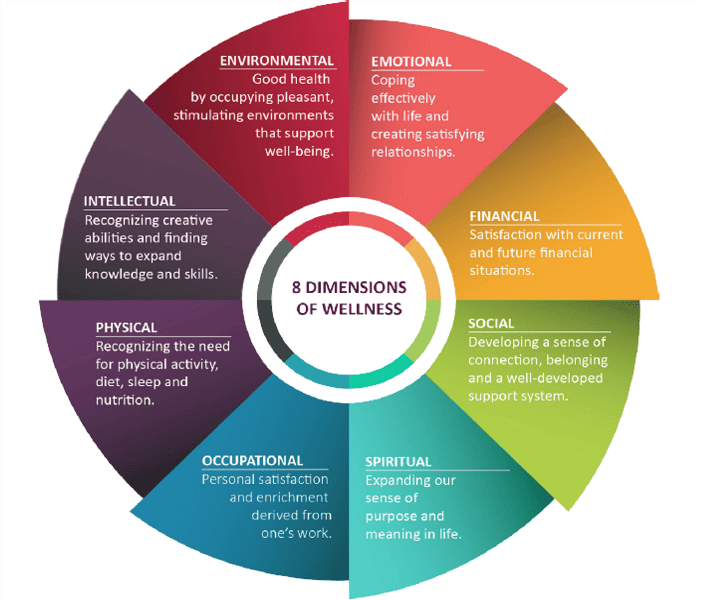 ENVIRONMENTAL
Good health
by occupying pleasant,
stimulating environments
that support
well-being.
EMOTIONAL
Coping
effectively
with life and
creating satisfying
relationships.
INTELLECTUAL
Recognizing creative
abilities and finding
ways to expand
knowledge and skills.
FINANCIAL
Satisfaction with current
and future financial
situations.
8 DIMENSIONS
OF WELLNESS
PHYSICAL
Recognizing the need
for physical activity,
diet, sleep and
nutrition.
SOCIAL
Developing a sense of
connection, belonging
and a well-developed
support system.
OCCUPATIONAL
Personal satisfaction
and enrichment
derived from
one's work.
SPIRITUAL
Expanding our
sense of
purpose and
meaning in life.